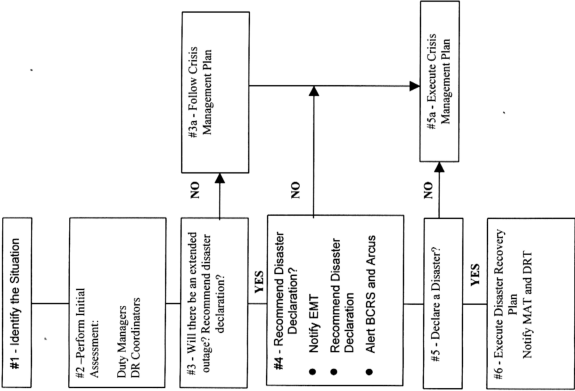 #1 - Identify the Situation
#2 –Perform Initial
Assessment:
Duty Managers
DR Coordinators
#3 - Will there be an extended
outage? Recommend disaster
declaration?
NO
#3a - Follow Crisis
Management Plan
YES
#4 - Recommend Disaster
Declaration?
● Notify EMT
● Recommend Disaster
Declaration
● Alert BCRS and Arcus
NO
#5 - Declare a Disaster?
NO
#5a - Execute Crisis
Management Plan
YES
#6 - Execute Disaster Recovery
Plan
Notify MAT and DRT